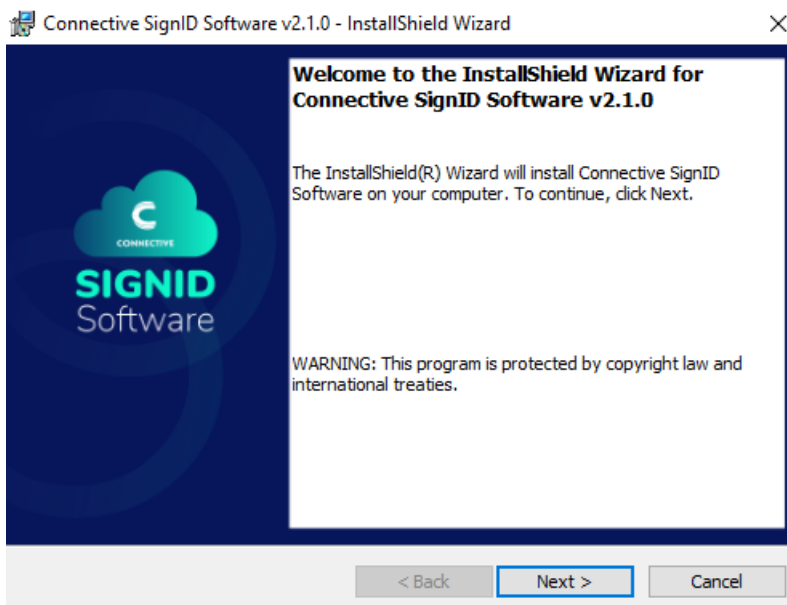 Connective SignID Software v2.1.0 - InstallShield Wizard
Welcome to the InstallShield Wizard for
Connective SignID Software v2.1.0
The InstallShield(R) Wizard will install Connective SignID
Software on your computer. To continue, click Next.
C
CONNECTIVE
SIGNID
Software
WARNING: This program is protected by copyright law and
international treaties.
< Back
Next >
Cancel